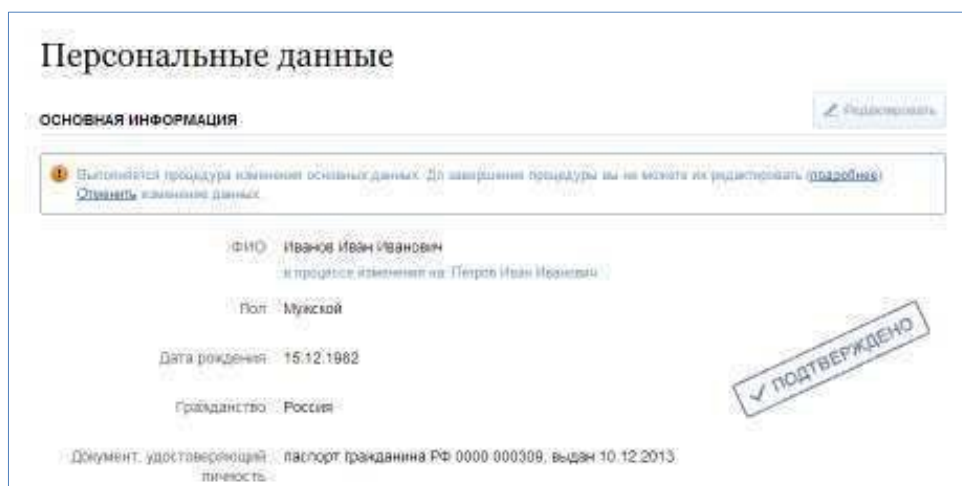 Персональные данные
Редактировать
ОСНОВНАЯ ИНФОРМАЦИЯ
Выполняется процедура изменения основных данных. До завершения процедуры вы не можете их редактировать (подробнее).
Отменить изменение данных.
ФИО Иванов Иван Иванович
в процессе изменения на: Петров Иван Иванович
Пол Мужской
Дата рождения 15.12.1982
ПОДТВЕРЖДЕНО
Гражданство Россия
Документ, удостоверяющий личность паспорт гражданина РФ 0000 000309, выдан 10.12.2013